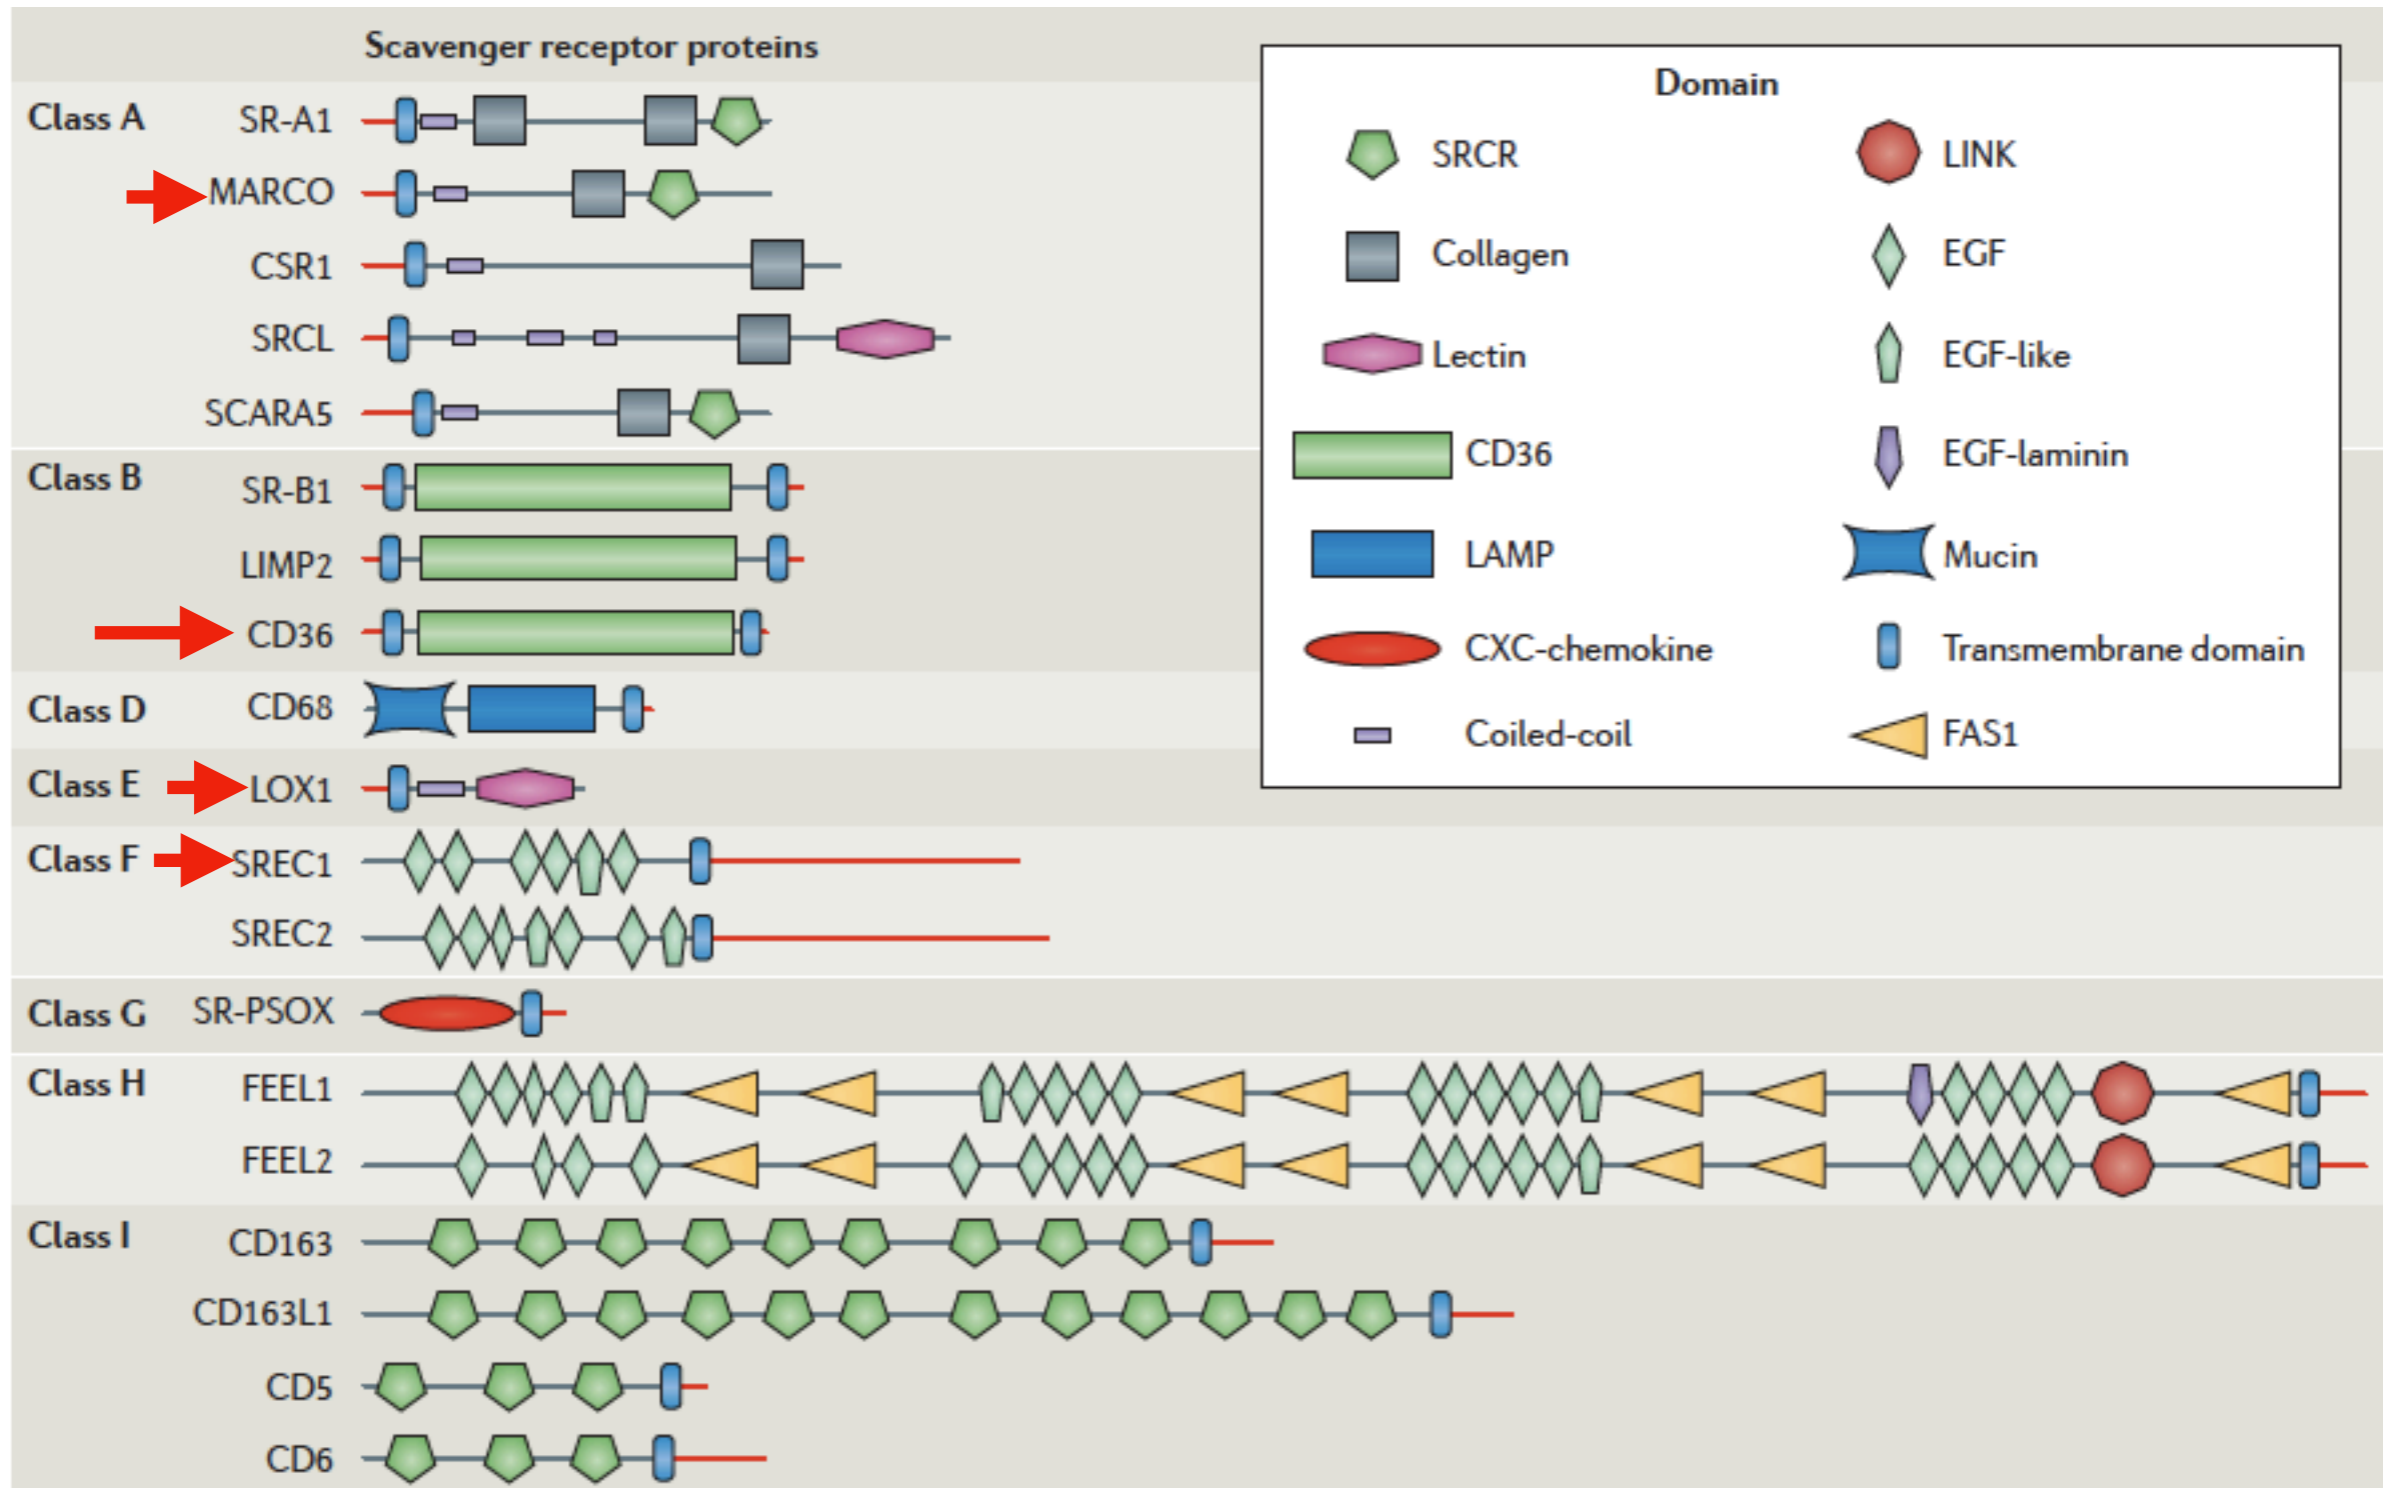 Scavenger receptor proteins
Class A
SR-A1
MARCO
CSR1
SRCL
SCARA5
Class B
SR-B1
LIMP2
CD36
Class D
CD68
Class E
LOX1
Class F
SREC1
SREC2
Class G
SR-PSOX
Class H
FEEL1
FEEL2
Class I
CD163
CD163L1
CD5
CD6
Domain
SRCR
LINK
Collagen
EGF
Lectin
EGF-like
CD36
EGF-laminin
LAMP
Mucin
CXC-chemokine
Transmembrane domain
Coiled-coil
FAS1